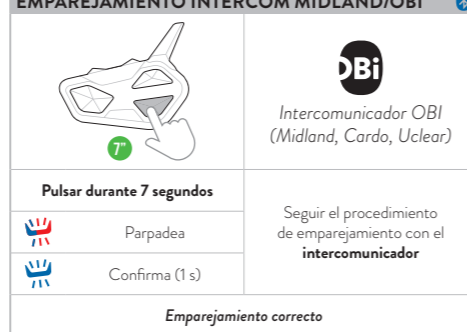 EMPAREJAMIENTO INTERCOM MIDLAND/OBI
OBi
7"
Intercomunicador OBI
(Midland, Cardo, Uclear)
Pulsar durante 7 segundos
Parpadea
Confirma (1 s)
Seguir el procedimiento
de emparejamiento con el
intercomunicador
Emparejamiento correcto